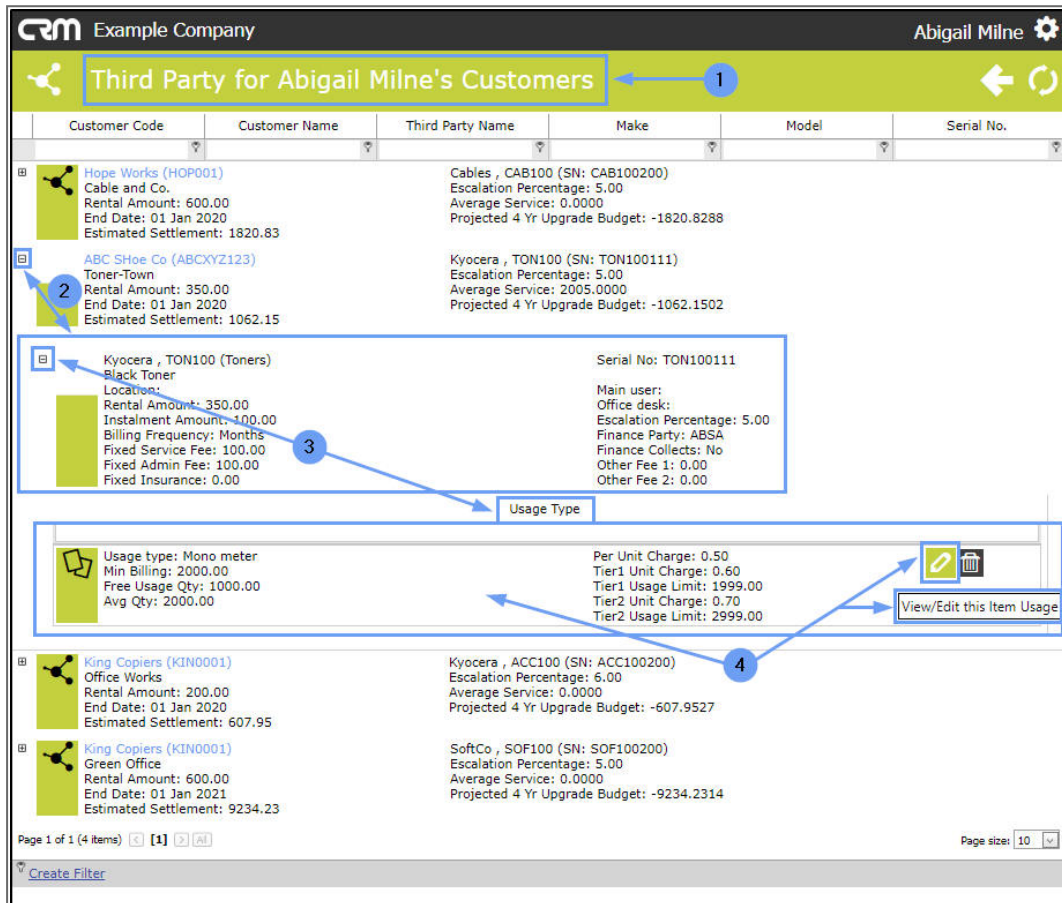 CRM Example Company Abigail Milne
Third Party for Abigail Milne's Customers 1
Customer Code Customer Name Third Party Name Make Model Serial No.
Hope Works (HOP001) Cables , CAB100 (SN: CAB100200)
Cable and Co. Escalation Percentage: 5.00
Rental Amount: 600.00 Average Service: 0.0000
End Date: 01 Jan 2020 Projected 4 Yr Upgrade Budget: -1820.8288
Estimated Settlement: 1820.83
ABC SHoe Co (ABCXYZ123) Kyocera , TON100 (SN: TON100111)
Toner-Town Escalation Percentage: 5.00
2 Rental Amount: 350.00 Average Service: 2005.0000
End Date: 01 Jan 2020 Projected 4 Yr Upgrade Budget: -1062.1502
Estimated Settlement: 1062.15
Kyocera , TON100 (Toners) Serial No: TON100111
Black Toner
Location: Main user:
Rental Amount: 350.00 Office desk:
Instalment Amount: 100.00 Escalation Percentage: 5.00
Billing Frequency: Months Finance Party: ABSA
Fixed Service Fee: 100.00 3 Finance Collects: No
Fixed Admin Fee: 100.00 Other Fee 1: 0.00
Fixed Insurance: 0.00 Other Fee 2: 0.00
Usage Type
Usage type: Mono meter Per Unit Charge: 0.50
Min Billing: 2000.00 Tier1 Unit Charge: 0.60
Free Usage Qty: 1000.00 Tier1 Usage Limit: 1999.00
Avg Qty: 2000.00 Tier2 Unit Charge: 0.70 View/Edit this Item Usage
Tier2 Usage Limit: 2999.00
King Copiers (KIN0001) Kyocera , ACC100 (SN: ACC100200) 4
Office Works Escalation Percentage: 6.00
Rental Amount: 200.00 Average Service: 0.0000
End Date: 01 Jan 2020 Projected 4 Yr Upgrade Budget: -607.9527
Estimated Settlement: 607.95
King Copiers (KIN0001) SoftCo , SOF100 (SN: SOF100200)
Green Office Escalation Percentage: 5.00
Rental Amount: 600.00 Average Service: 0.0000
End Date: 01 Jan 2021 Projected 4 Yr Upgrade Budget: -9234.2314
Estimated Settlement: 9234.23
Page 1 of 1 (4 items) < [1] > All Page size: 10
Create Filter